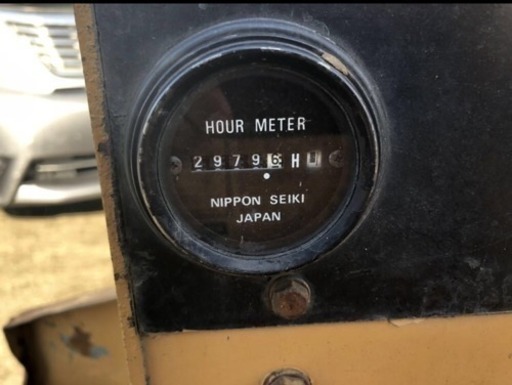 HOUR METER
29796 H
NIPPON SEIKI
JAPAN